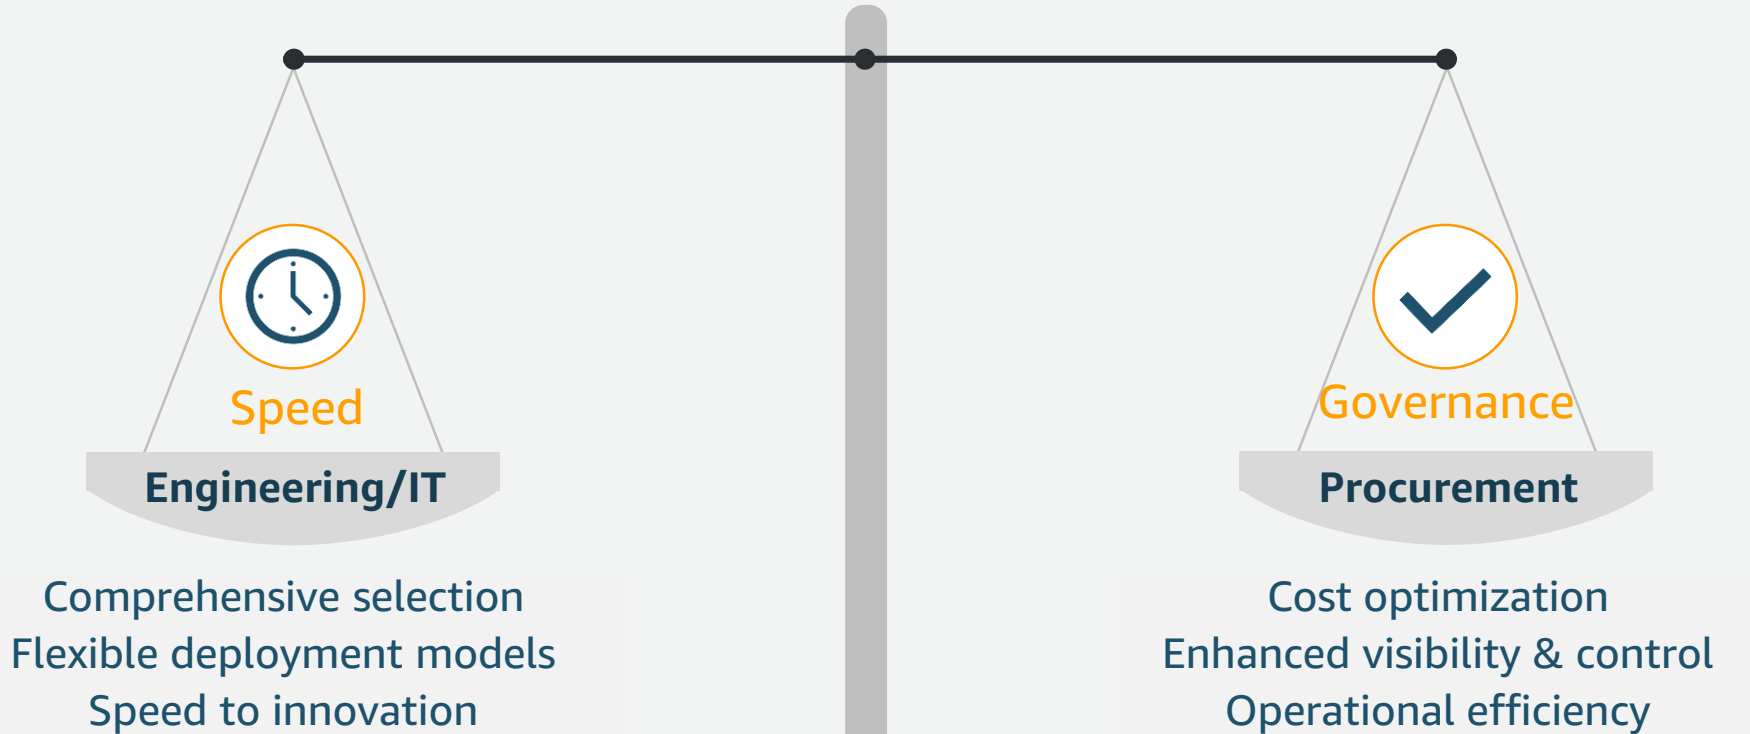 Speed
Engineering/IT
Comprehensive selection
Flexible deployment models
Speed to innovation
Governance
Procurement
Cost optimization
Enhanced visibility & control
Operational efficiency